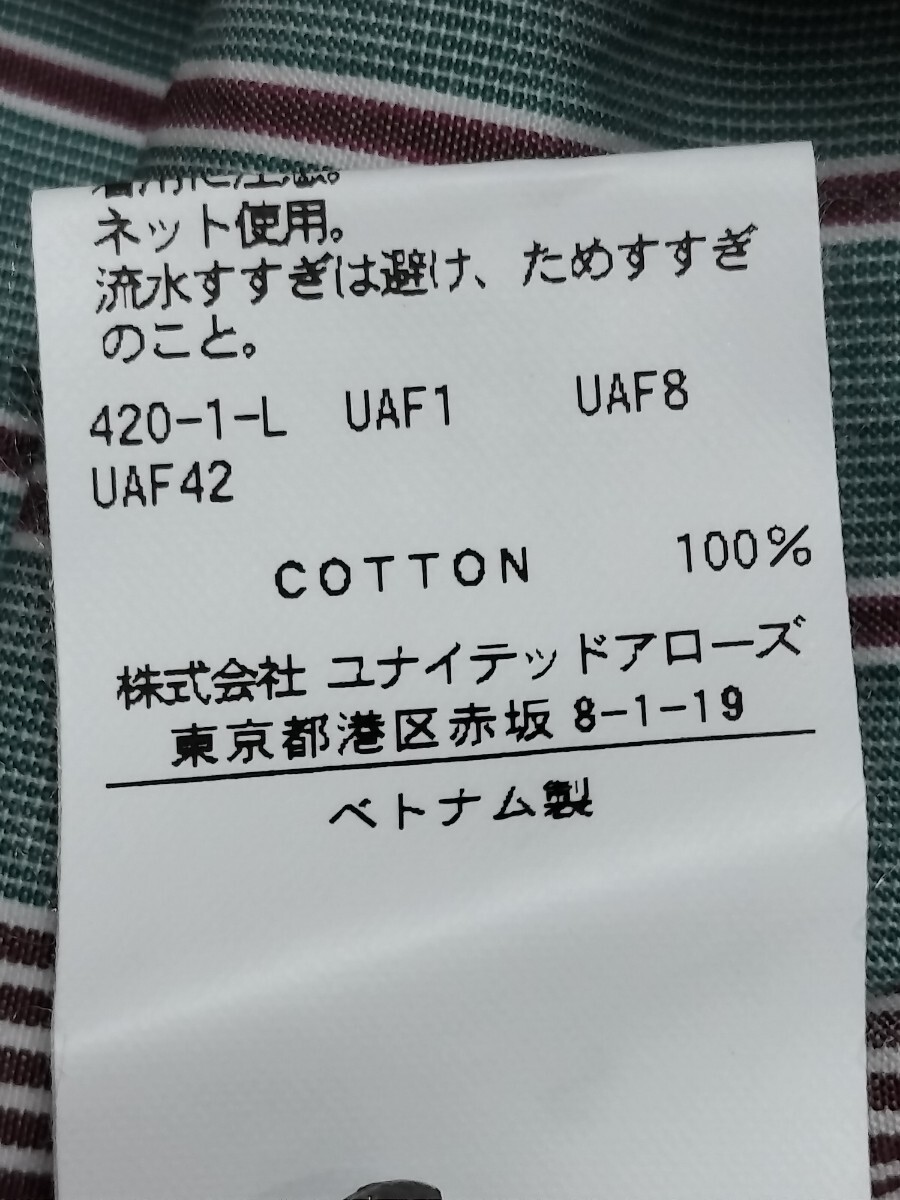 ネット使用。
流水すすぎは避け、ためすすぎ
のこと。
420-1-L UAF1 UAF8
UAF42
COTTON 100%
株式会社 ユナイテッドアローズ
東京都港区赤坂 8-1-19
ベトナム製